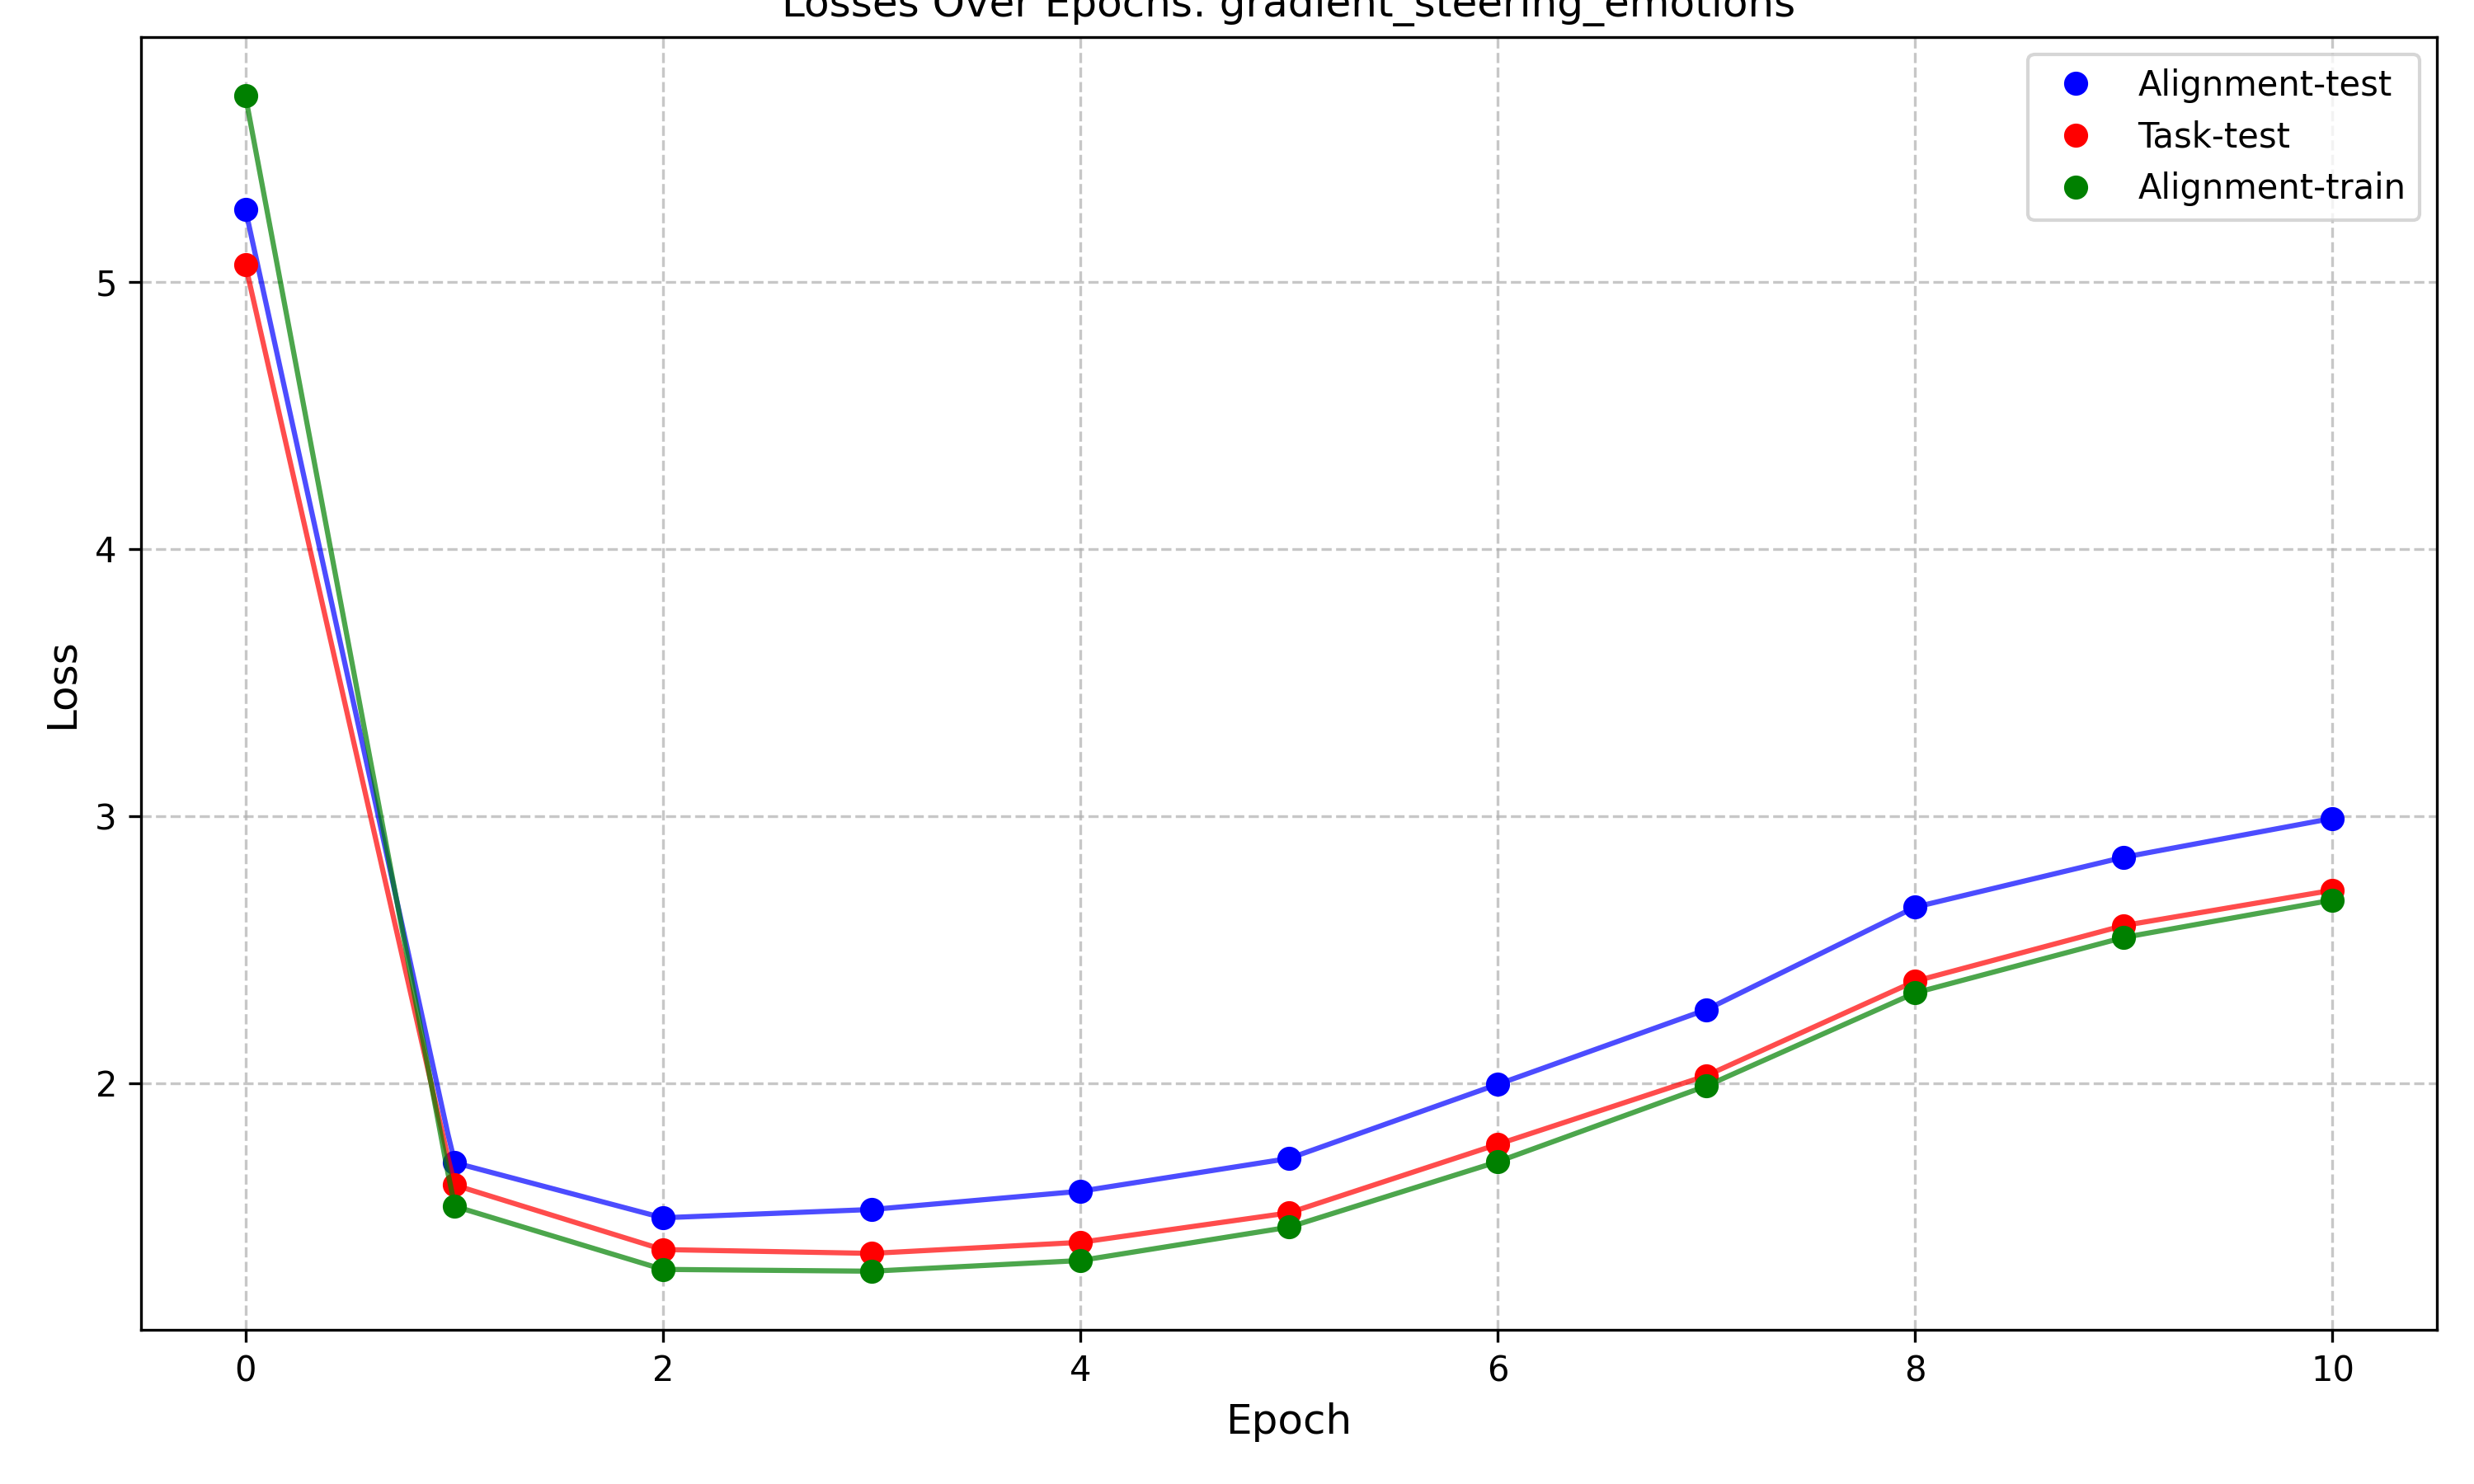 Losses Over Epochs: gradient_steering_emotions
Alignment-test
Task-test
Alignment-train
5
4
3
2
Loss
0 2 4 6 8 10
Epoch